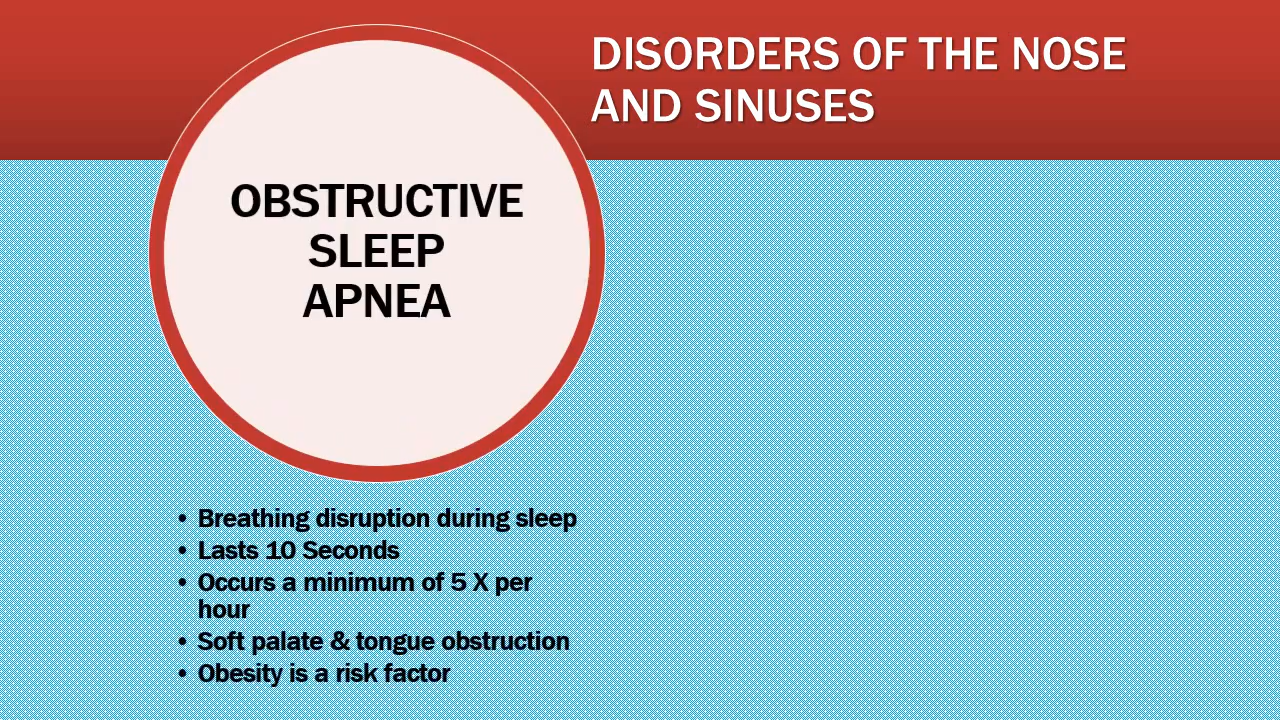 DISORDERS OF THE NOSE
AND SINUSES
OBSTRUCTIVE
SLEEP
APNEA
• Breathing disruption during sleep
• Lasts 10 Seconds
• Occurs a minimum of 5 X per
hour
• Soft palate & tongue obstruction
• Obesity is a risk factor